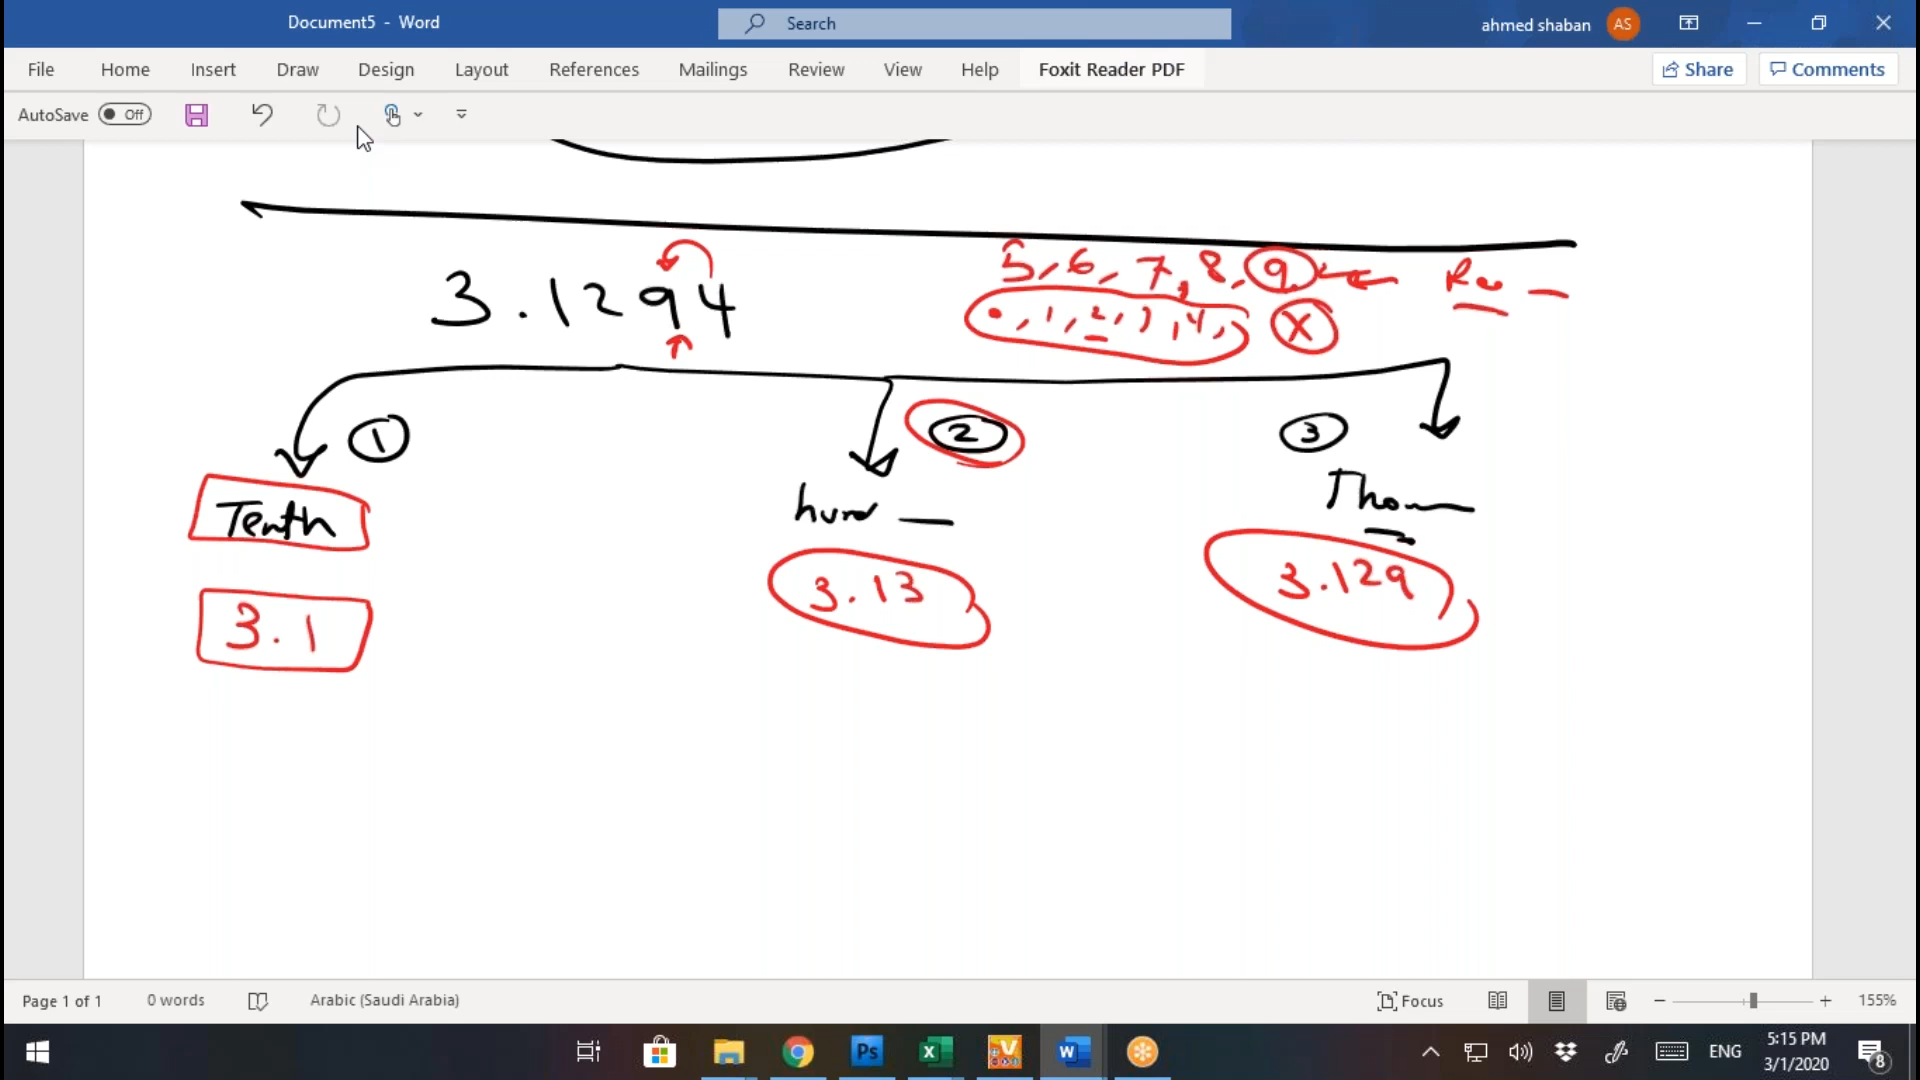 Document5 - Word
Search
ahmed shaban
AS
File Home Insert Draw Design Layout References Mailings Review View Help Foxit Reader PDF
Share
Comments
AutoSave Off
5, 6, 7, 8, 9
3.1294
, 1, 2, 3, 4,
X
1
2
3
Tenth
3.1
3.13
3.129
Page 1 of 1
0 words
Arabic (Saudi Arabia)
Focus
− + 155%
Ps
ENG
5:15 PM
3/1/2020
8